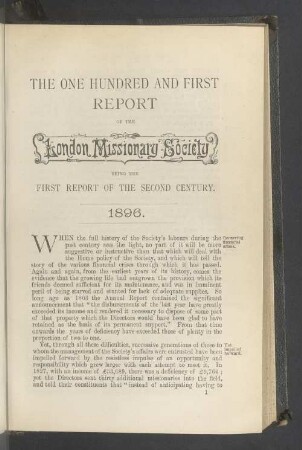 THE ONE HUNDRED AND FIRST
REPORT
OF THE
London Missionary Society
BEING THE
FIRST REPORT OF THE SECOND CENTURY.
1896.
WHEN the full history of the Society's labours during the
past century sees the light, no part of it will be more
suggestive or instructive than that which will deal with
the Home policy of the Society, and which will tell the
story of the various financial crises through which it has passed.
Again and again, from the earliest years of its history, comes the
evidence that the growing life had outgrown the provision which its
friends deemed sufficient for its sustenance, and was in imminent
peril of being starved and stunted for lack of adequate supplies. So
long ago as the Annual Report contained the significant
announcement that "the disbursements of the last year have greatly
exceeded its income and rendered it necessary to dispose of some part
of that property which the Directors would have been glad to have
retained as the basis of its permanent support." From that time
onwards the years of deficiency have exceeded those of plenty in the
proportion of two to one.
Yet, through all these difficulties, successive generations of those to
whom the management of the Society's affairs were entrusted have been
impelled forward by the resistless impulse of an opportunity and
responsibility which grew larger with each attempt to meet it. In
1827, with an income of there was a deficiency of
yet the Directors sent thirty additional missionaries into the field,
and tell their constituents that "instead of anticipating having to
financial
The
impulse of
1